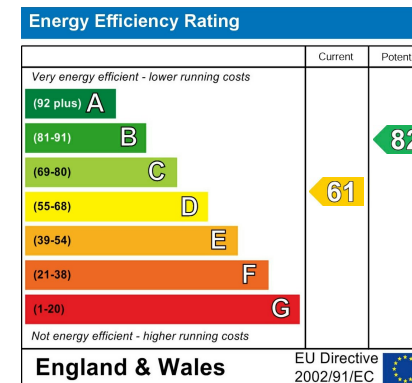 Energy Efficiency Rating
Current
Potent
Very energy efficient - lower running costs
(92 plus) A
(81-91) B
82
(69-80) C
61
(55-68) D
(39-54) E
(21-38) F
(1-20) G
Not energy efficient - higher running costs
England & Wales
EU Directive
2002/91/EC